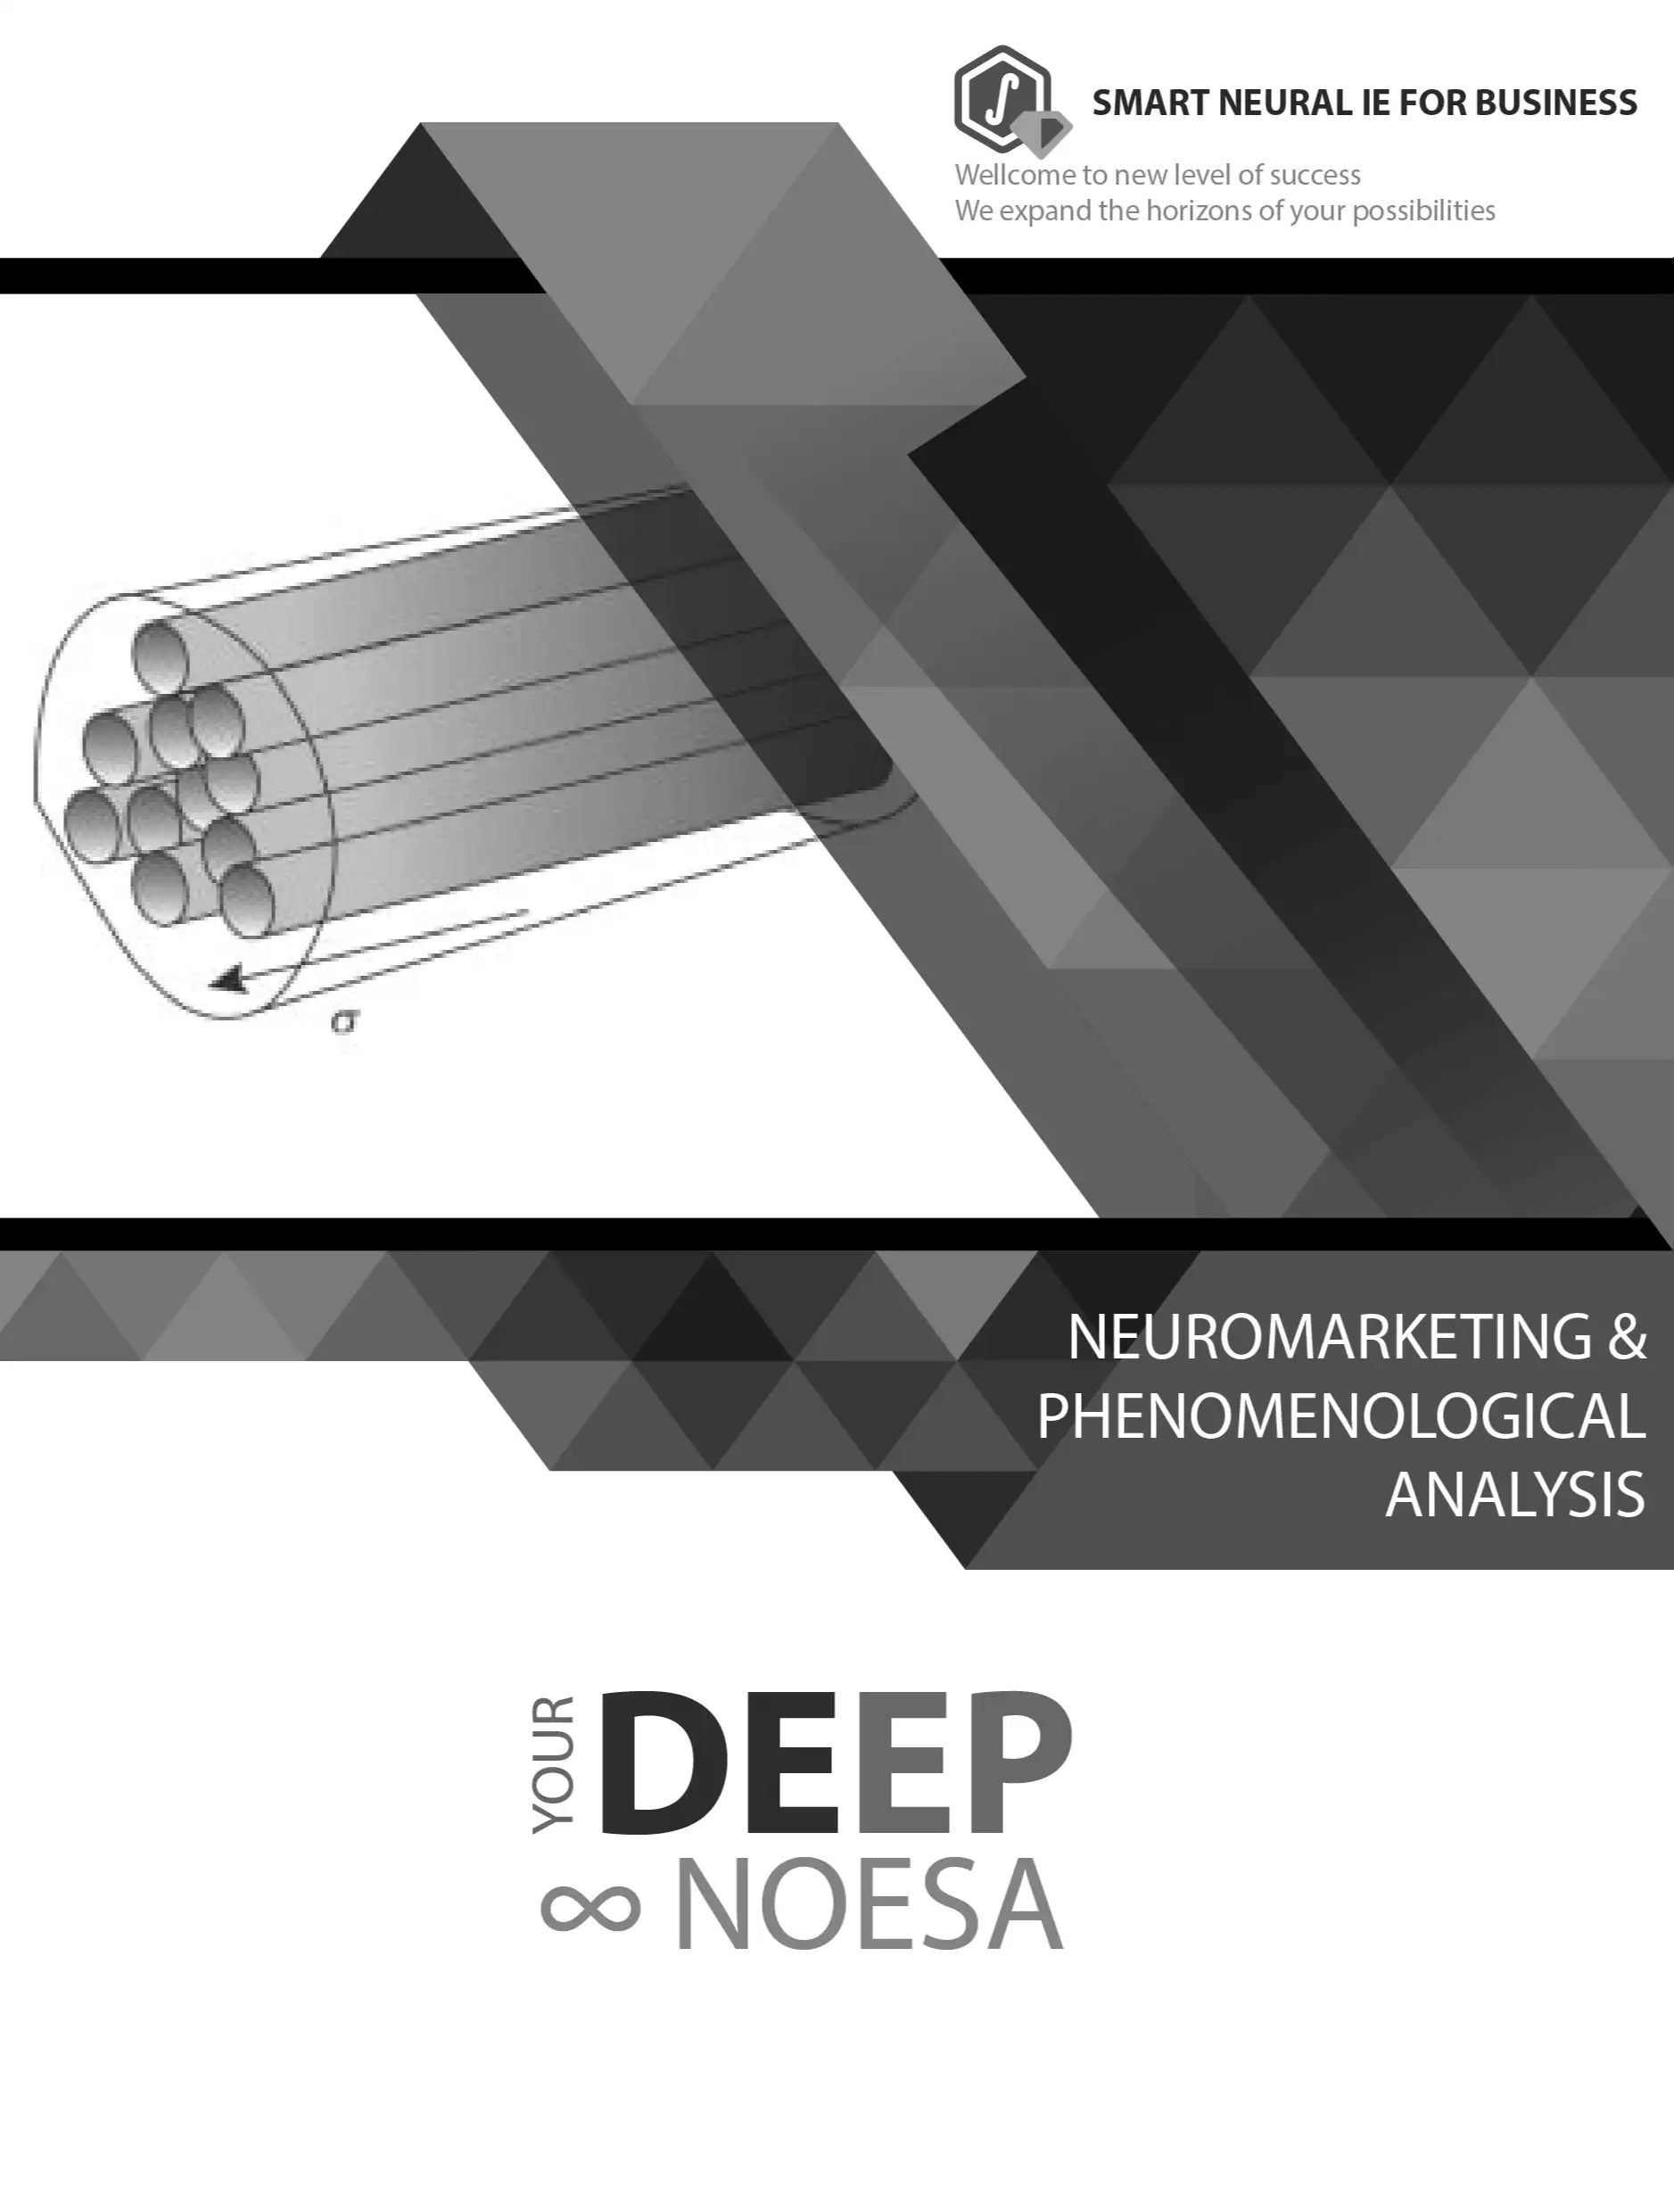 SMART NEURAL IE FOR BUSINESS
Wellcome to new level of success
We expand the horizons of your possibilities
σ
NEUROMARKETING &
PHENOMENOLOGICAL
ANALYSIS
YOUR
DEEP
∞ NOESA